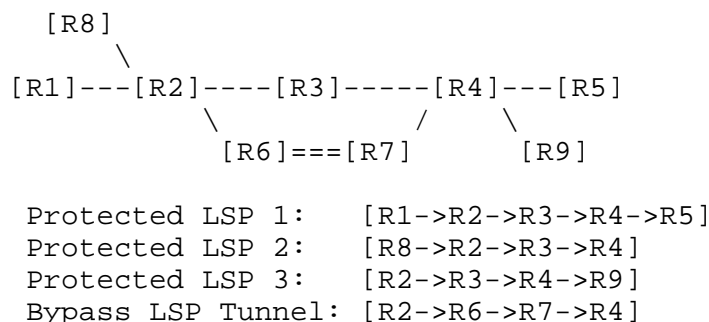 [R8]
\
[R1]---[R2]----[R3]-----[R4]---[R5]
\ / \
[R6]===[R7] [R9]
Protected LSP 1: [R1->R2->R3->R4->R5]
Protected LSP 2: [R8->R2->R3->R4]
Protected LSP 3: [R2->R3->R4->R9]
Bypass LSP Tunnel: [R2->R6->R7->R4]